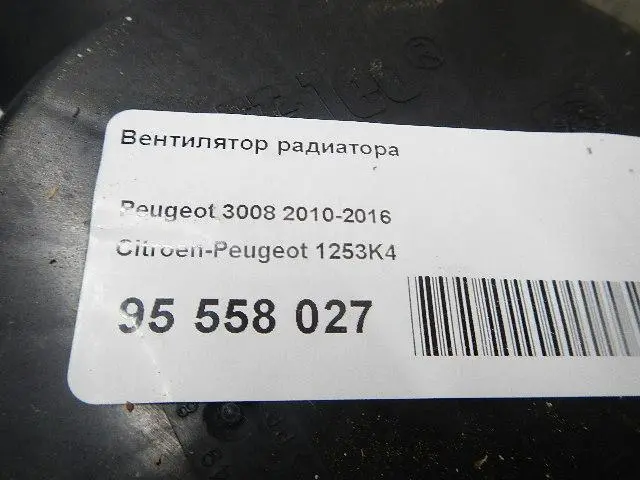 Вентилятор радиатора
Peugeot 3008 2010-2016
Citroen-Peugeot 1253K4
95 558 027